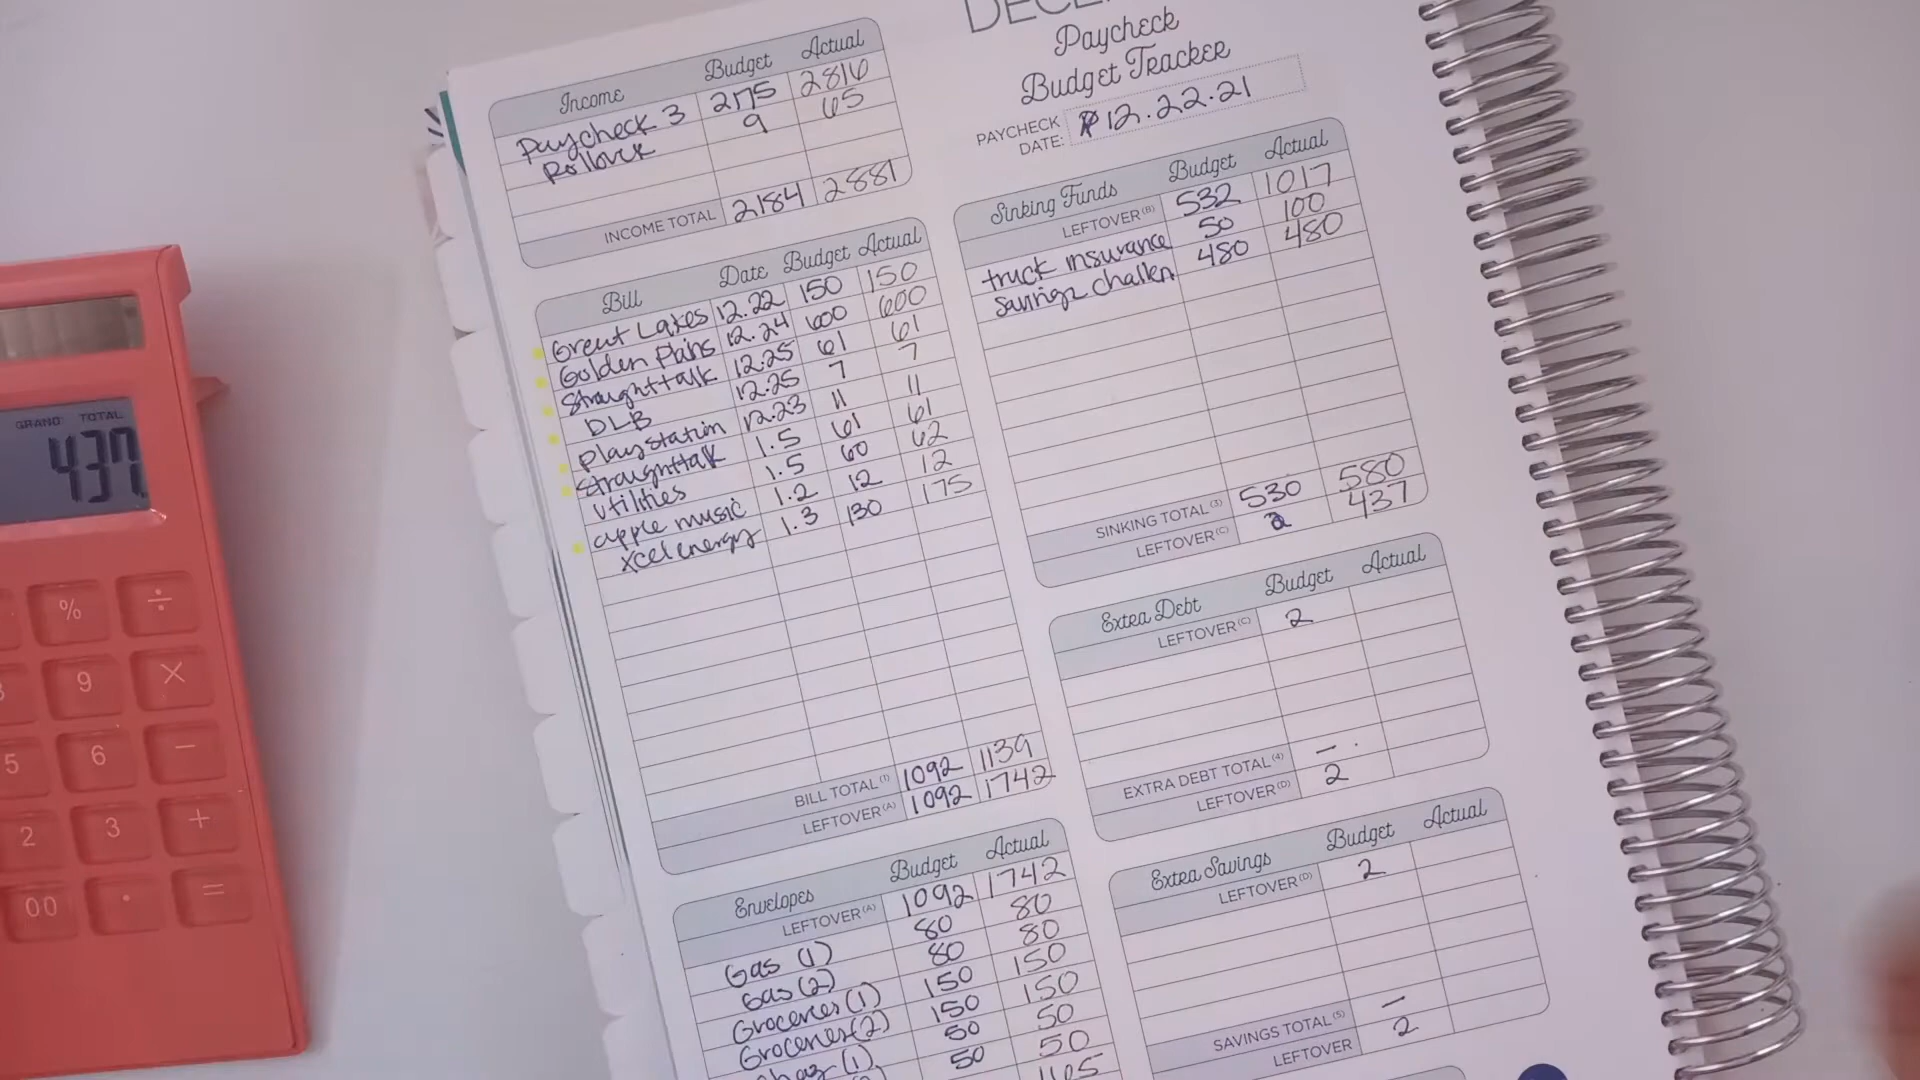 DECE
Paycheck
Budget Tracker
PAYCHECK DATE: 12.22.21
Income Budget Actual
Paycheck 3 2175 2816
Rollover 9 65
INCOME TOTAL 2184 2881
Bill Date Budget Actual
Great Lakes 12.22 150 150
Golden Plains 12.24 600 600
Straighttalk 12.25 61 61
DLB 12.25 7 7
playstation 12.23 11 11
straighttalk 1.5 61 61
utilities 1.5 60 62
apple music 1.2 12 12
xcel energy 1.3 130 175
BILL TOTAL (1) 1092 1139
LEFTOVER (A) 1092 1742
Envelopes Budget Actual
LEFTOVER (A) 1092 1742
Gas (1) 80 80
Gas (2) 80 80
Groceries (1) 150 150
Groceries (2) 150 150
(1) 50 50
50 50
Sinking Funds Budget Actual
LEFTOVER (B) 532 1017
truck insurance 50 100
Savings challen 480 480
SINKING TOTAL (3) 530 580
LEFTOVER (C) 2 437
Extra Debt Budget Actual
LEFTOVER (C) 2
EXTRA DEBT TOTAL (4) –
LEFTOVER (D) 2
Extra Savings Budget Actual
LEFTOVER (D) 2
SAVINGS TOTAL (5) –
LEFTOVER 2
GRAND TOTAL
437.
% ÷
9 X
5 6 −
2 3 +
00 . =